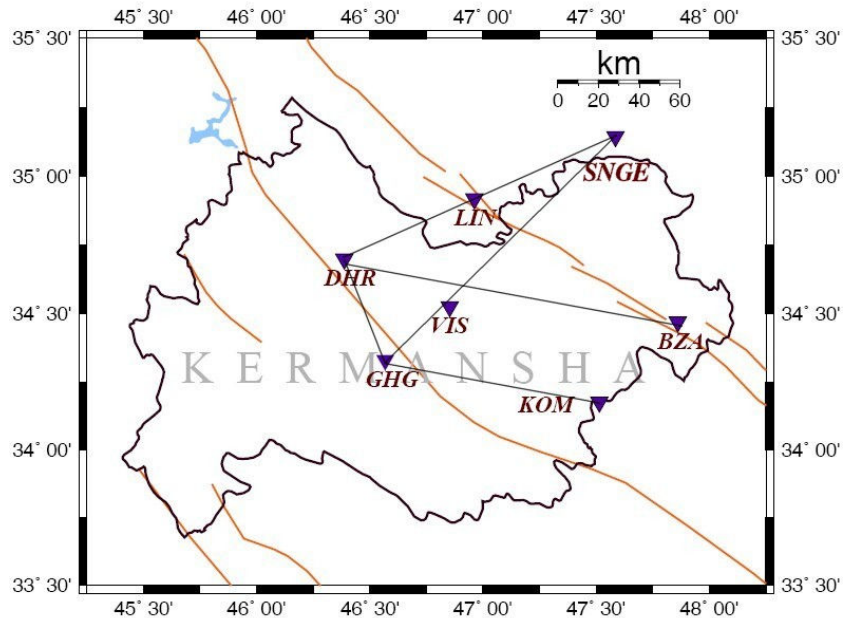 45˚ 30' 46˚ 00' 46˚ 30' 47˚ 00' 47˚ 30' 48˚ 00'
35˚ 30' 35˚ 30'
km
0 20 40 60
35˚ 00' 35˚ 00'
SNGE
LIN
DHR
34˚ 30' 34˚ 30'
VIS
BZA
KERMANSHA
GHG
KOM
34˚ 00' 34˚ 00'
33˚ 30' 33˚ 30'
45˚ 30' 46˚ 00' 46˚ 30' 47˚ 00' 47˚ 30' 48˚ 00'